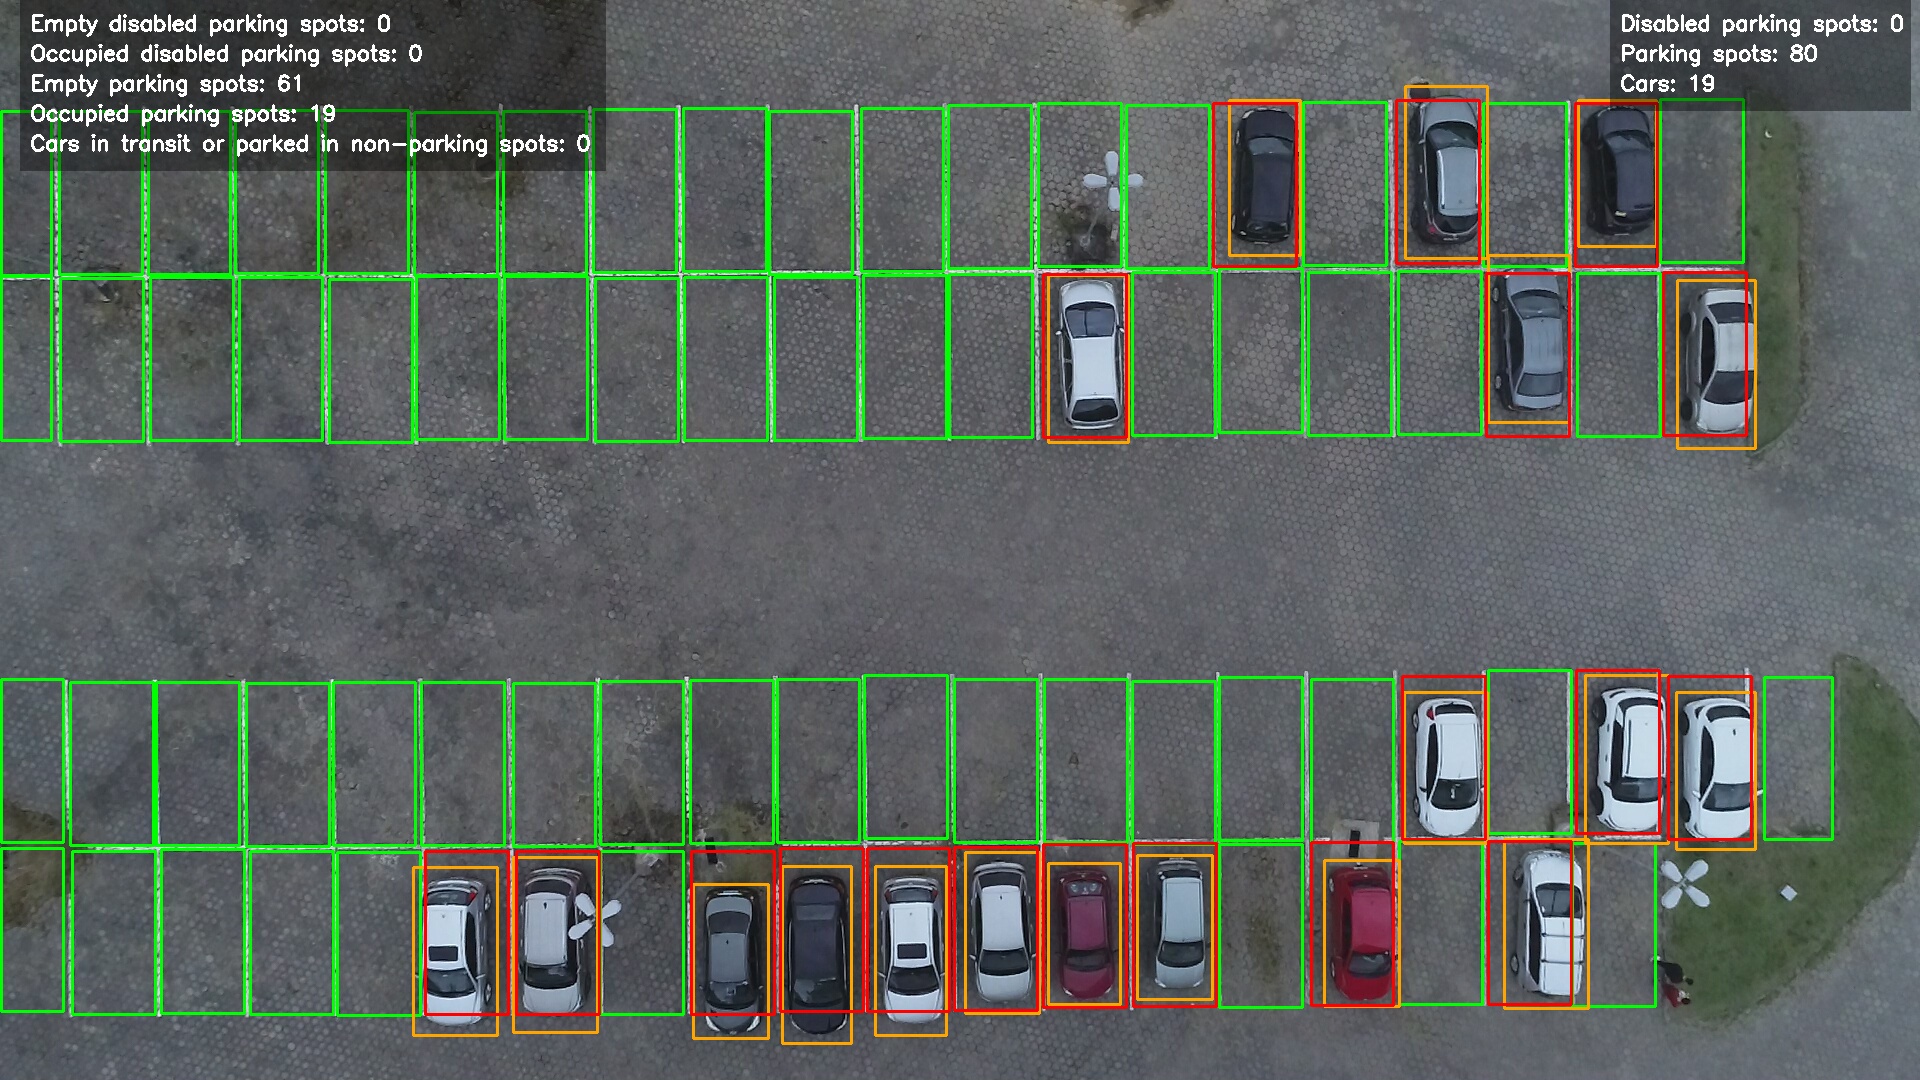 Empty disabled parking spots: 0
Occupied disabled parking spots: 0
Empty parking spots: 61
Occupied parking spots: 19
Cars in transit or parked in non-parking spots: 0
Disabled parking spots: 0
Parking spots: 80
Cars: 19